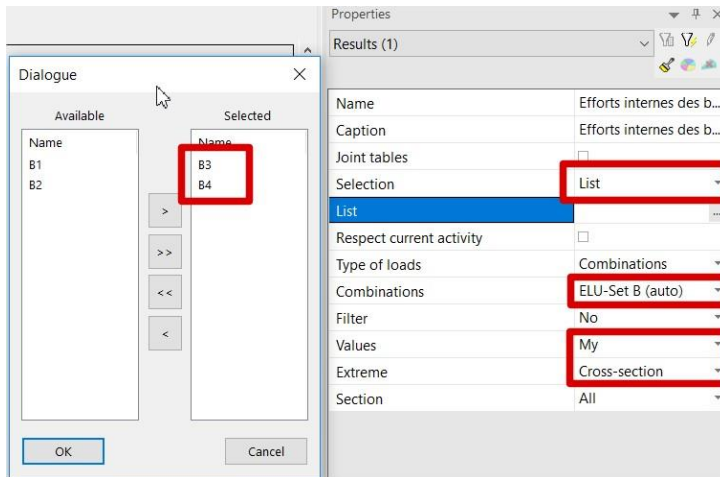 Dialogue
Available
Selected
Name
B1
B2
Name
B3
B4
>
>>
<<
<
OK
Cancel
Properties
Results (1)
Name Efforts internes des b...
Caption Efforts internes des b...
Joint tables
Selection List
List ...
Respect current activity
Type of loads Combinations
Combinations ELU-Set B (auto)
Filter No
Values My
Extreme Cross-section
Section All